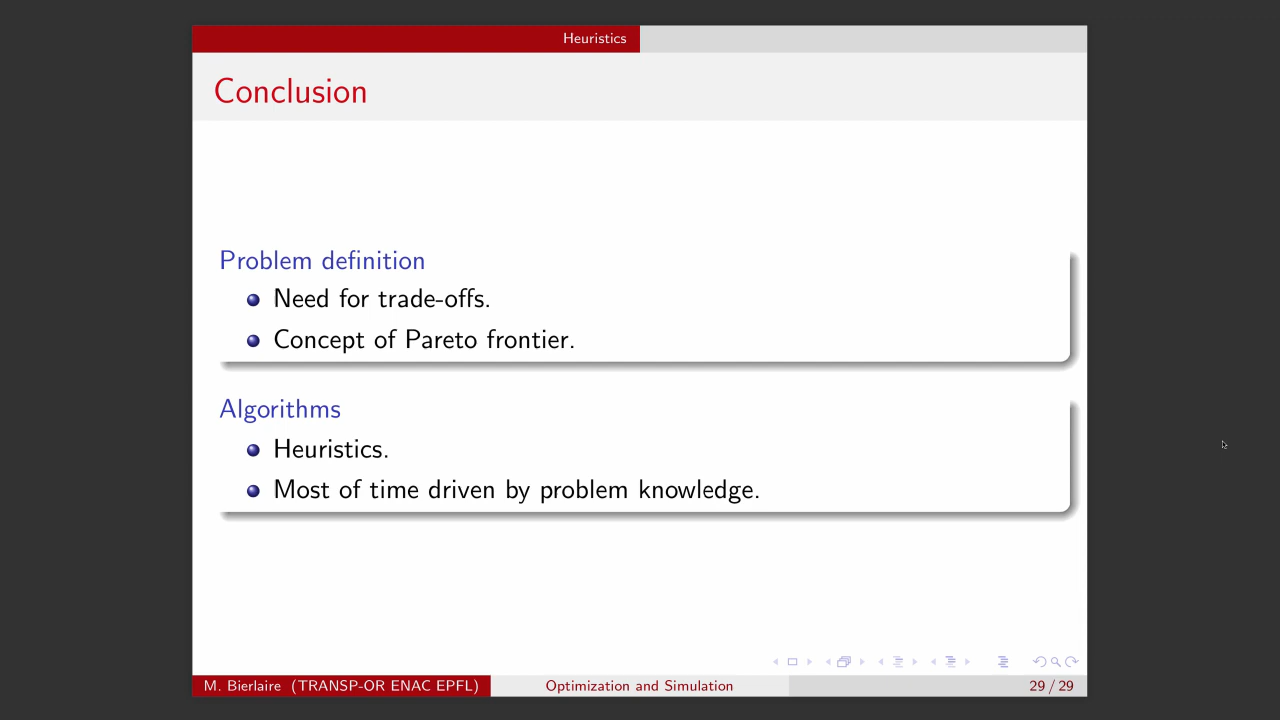 Heuristics
Conclusion
Problem definition
Need for trade-offs.
Concept of Pareto frontier.
Algorithms
Heuristics.
Most of time driven by problem knowledge.
M. Bierlaire (TRANSP-OR ENAC EPFL)
Optimization and Simulation
29 / 29